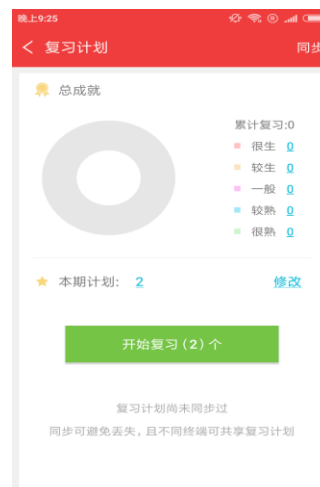 晚上9:25
复习计划
同步
总成就
累计复习:0
很生 0
较生 0
一般 0
较熟 0
很熟 0
本期计划: 2
修改
开始复习(2)个
复习计划尚未同步过
同步可避免丢失,且不同终端可共享复习计划